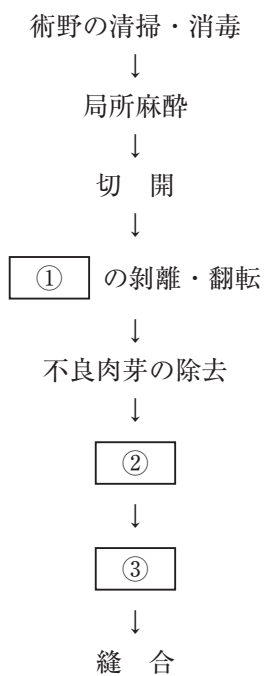 術野の清掃・消毒
↓
局所麻酔
↓
切　開
↓
① の剝離・翻転
↓
不良肉芽の除去
↓
②
↓
③
↓
縫　合